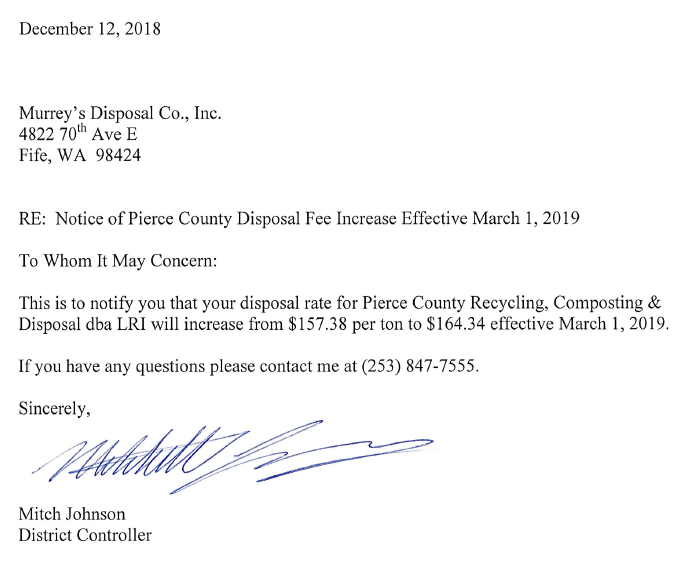 December 12, 2018
Murrey's Disposal Co., Inc.
4822 70th Ave E
Fife, WA 98424
RE: Notice of Pierce County Disposal Fee Increase Effective March 1, 2019
To Whom It May Concern:
This is to notify you that your disposal rate for Pierce County Recycling, Composting &
Disposal dba LRI will increase from $157.38 per ton to $164.34 effective March 1, 2019.
If you have any questions please contact me at (253) 847-7555.
Sincerely,
Mitch Johnson
District Controller